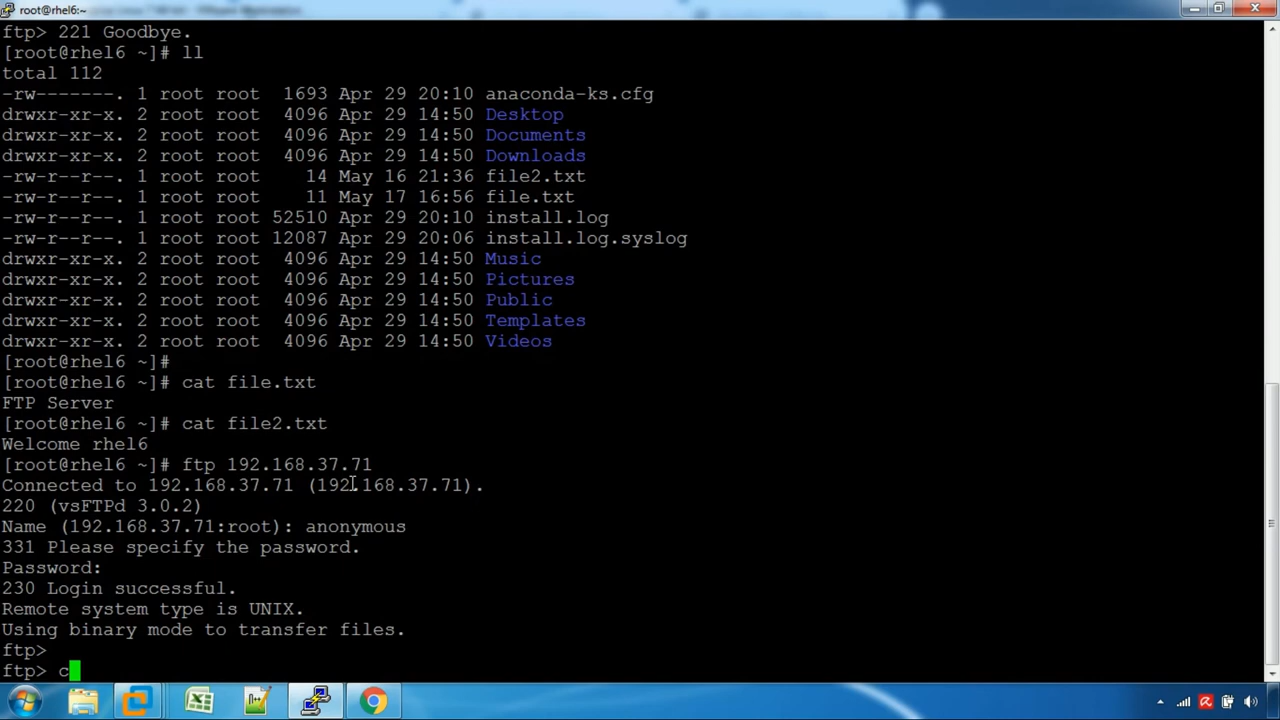 root@rhel6:~
ftp> 221 Goodbye.
[root@rhel6 ~]# ll
total 112
-rw-------. 1 root root  1693 Apr 29 20:10 anaconda-ks.cfg
drwxr-xr-x. 2 root root  4096 Apr 29 14:50 Desktop
drwxr-xr-x. 2 root root  4096 Apr 29 14:50 Documents
drwxr-xr-x. 2 root root  4096 Apr 29 14:50 Downloads
-rw-r--r--. 1 root root    14 May 16 21:36 file2.txt
-rw-r--r--. 1 root root    11 May 17 16:56 file.txt
-rw-r--r--. 1 root root 52510 Apr 29 20:10 install.log
-rw-r--r--. 1 root root 12087 Apr 29 20:06 install.log.syslog
drwxr-xr-x. 2 root root  4096 Apr 29 14:50 Music
drwxr-xr-x. 2 root root  4096 Apr 29 14:50 Pictures
drwxr-xr-x. 2 root root  4096 Apr 29 14:50 Public
drwxr-xr-x. 2 root root  4096 Apr 29 14:50 Templates
drwxr-xr-x. 2 root root  4096 Apr 29 14:50 Videos
[root@rhel6 ~]#
[root@rhel6 ~]# cat file.txt
FTP Server
[root@rhel6 ~]# cat file2.txt
Welcome rhel6
[root@rhel6 ~]# ftp 192.168.37.71
Connected to 192.168.37.71 (192.168.37.71).
220 (vsFTPd 3.0.2)
Name (192.168.37.71:root): anonymous
331 Please specify the password.
Password:
230 Login successful.
Remote system type is UNIX.
Using binary mode to transfer files.
ftp>
ftp> c